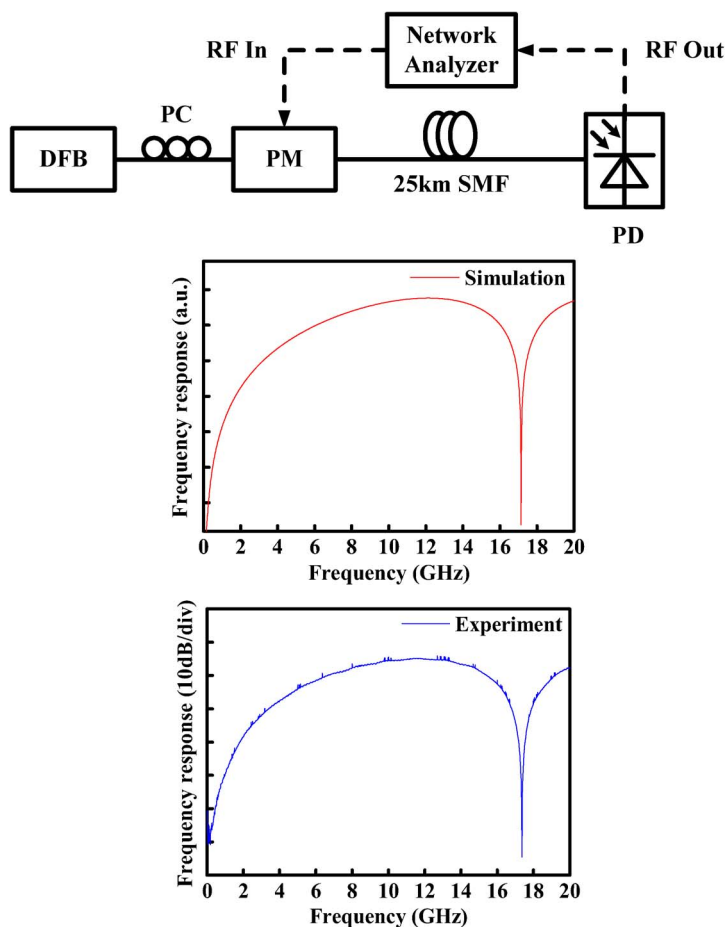 RF In
Network
Analyzer
RF Out
PC
DFB
PM
25km SMF
PD
Frequency response (a.u.)
Simulation
0 2 4 6 8 10 12 14 16 18 20
Frequency (GHz)
Frequency response (10dB/div)
Experiment
0 2 4 6 8 10 12 14 16 18 20
Frequency (GHz)